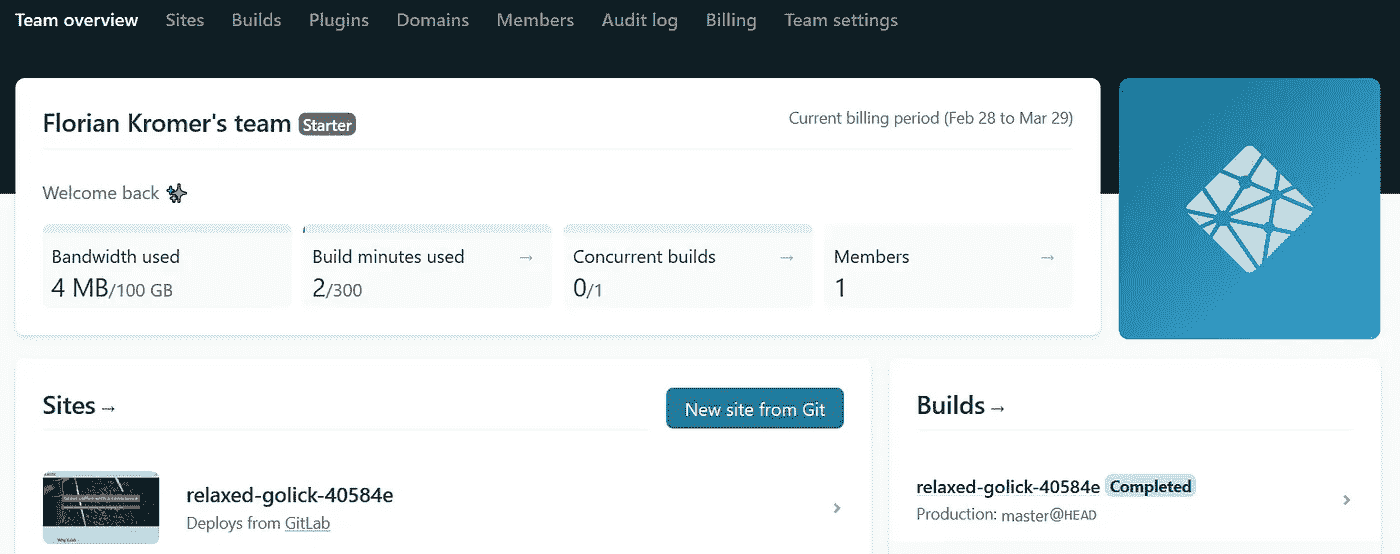 Team overview Sites Builds Plugins Domains Members Audit log Billing Team settings
Florian Kromer's team Starter
Current billing period (Feb 28 to Mar 29)
Welcome back
Bandwidth used
4 MB/100 GB
Build minutes used →
2/300
Concurrent builds →
0/1
Members →
1
Sites →
New site from Git
relaxed-golick-40584e
Deploys from GitLab
Builds →
relaxed-golick-40584e Completed
Production: master@HEAD